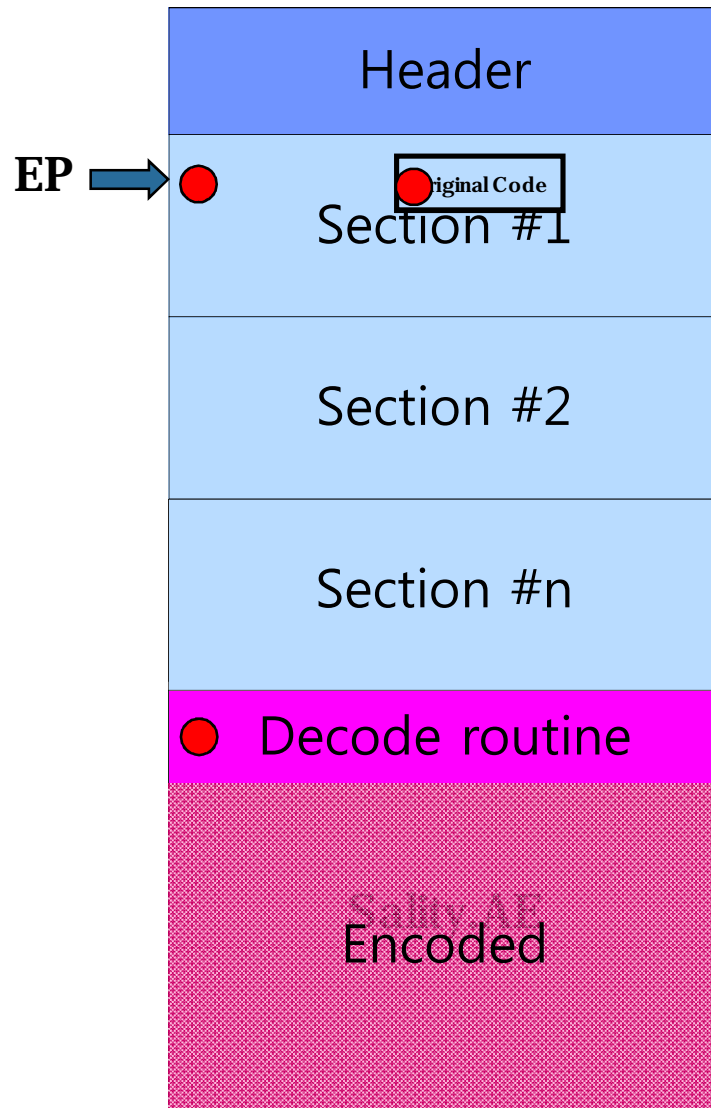 Header
EP
riginal Code
Section #1
Section #2
Section #n
Decode routine
Sality.AE
Encoded